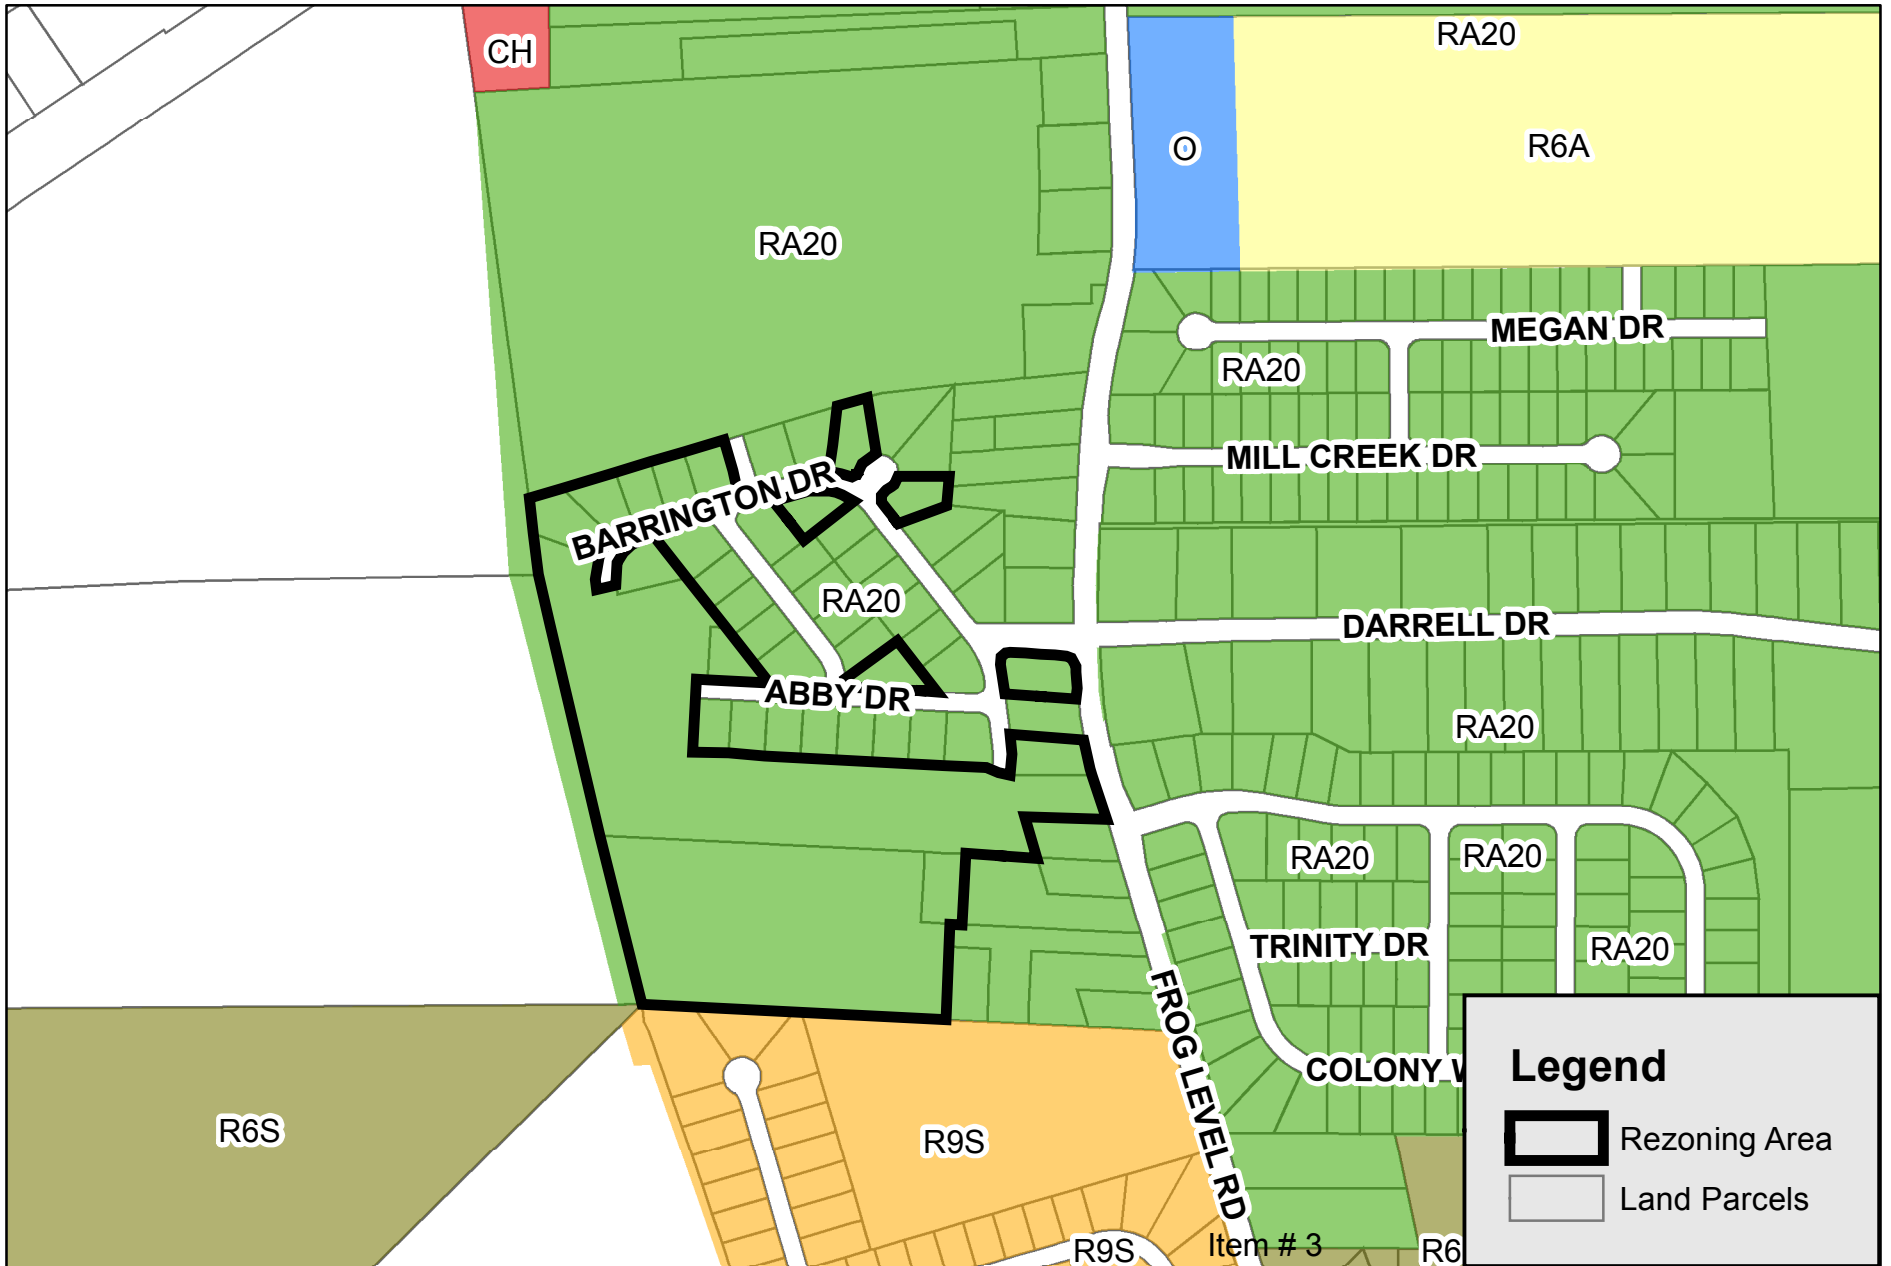 CH
RA20
O
R6A
RA20
MEGAN DR
RA20
MILL CREEK DR
BARRINGTON DR
RA20
DARRELL DR
ABBY DR
RA20
RA20
RA20
TRINITY DR
RA20
FROG LEVEL RD
COLONY
R6S
R9S
R9S
Item # 3
R6
Legend
Rezoning Area
Land Parcels